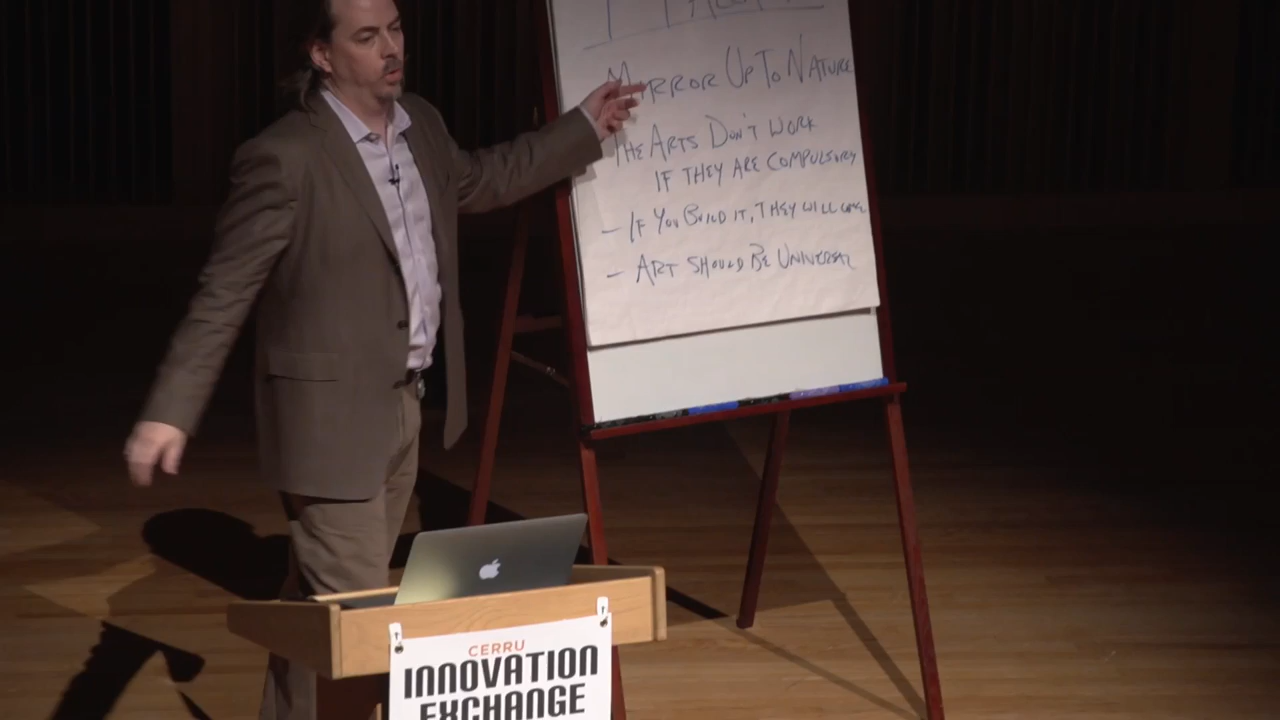 MIRROR UP TO NATURE
THE ARTS DON'T WORK
IF THEY ARE COMPULSORY
- IF YOU BUILD IT, THEY WILL COME
- ART SHOULD BE UNIVERSAL
CERRU
INNOVATION
EXCHANGE